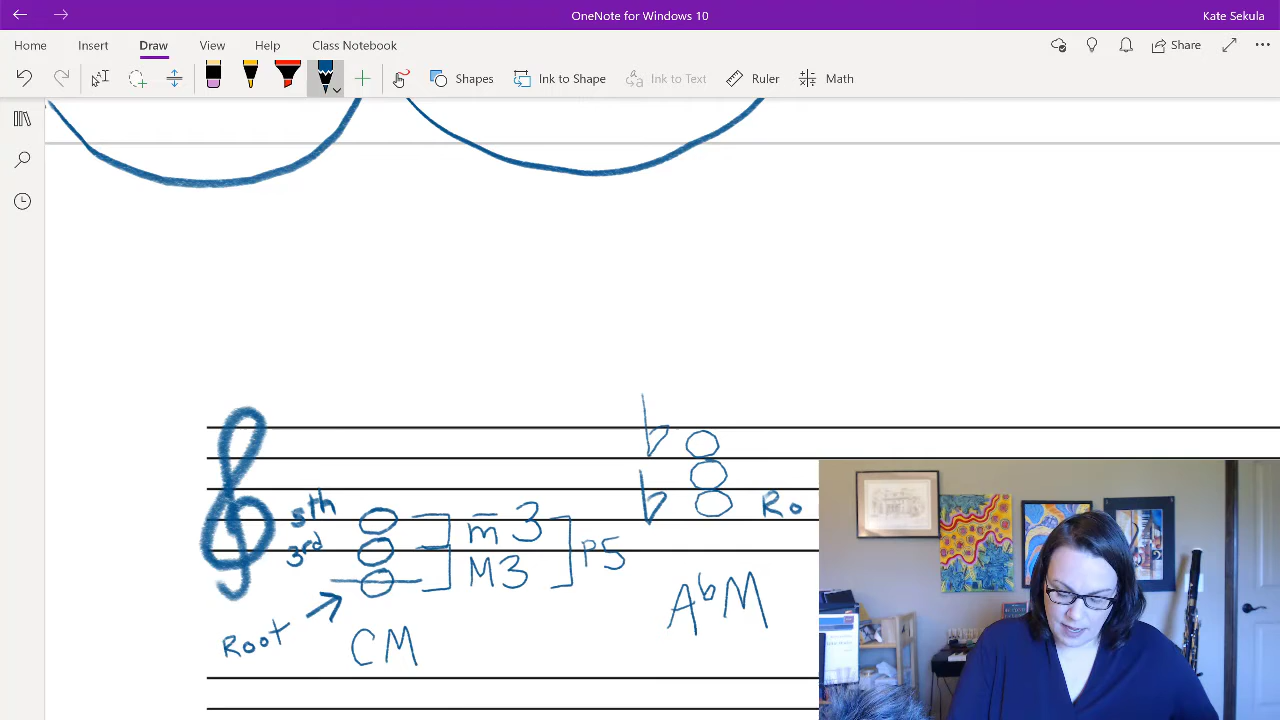 OneNote for Windows 10
Kate Sekula
Home Insert Draw View Help Class Notebook
Share
Shapes Ink to Shape Ink to Text Ruler Math
♭
5th m̅ 3 ♭ Ro
3rd M3 P5
Root CM A♭M